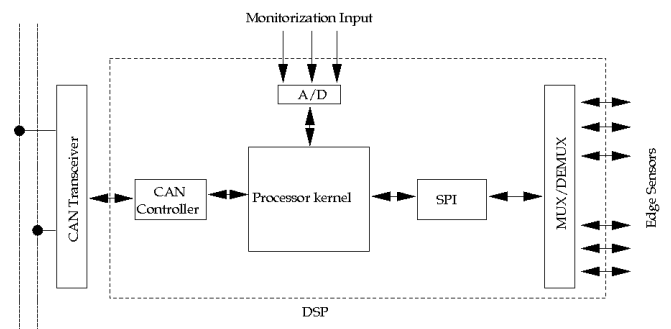 Monitorization Input
A/D
CAN Transceiver
CAN
Controller
Processor kernel
SPI
MUX/DEMUX
Edge Sensors
DSP